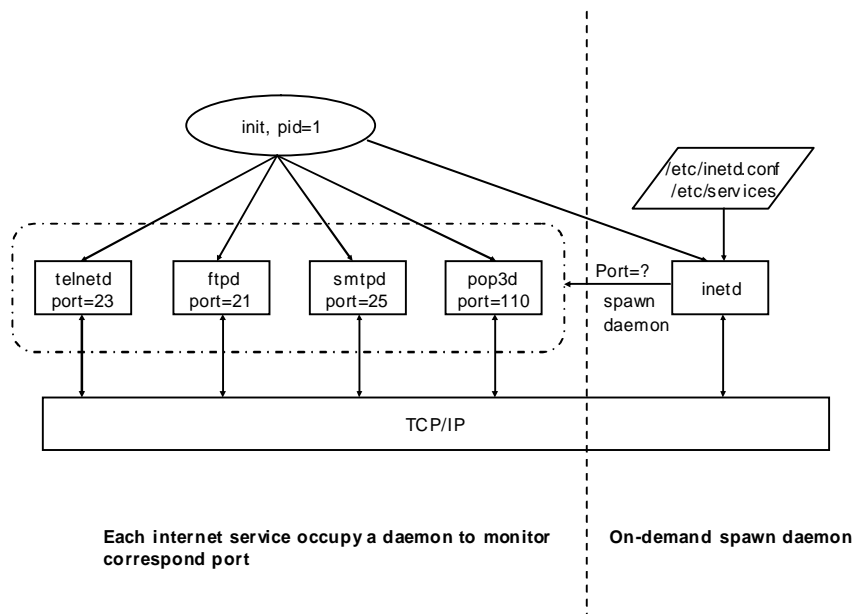 init, pid=1
/etc/inetd.conf
/etc/services
telnetd
port=23
ftpd
port=21
smtpd
port=25
pop3d
port=110
Port=?
spawn
daemon
inetd
TCP/IP
Each internet service occupy a daemon to monitor
correspond port
On-demand spawn daemon